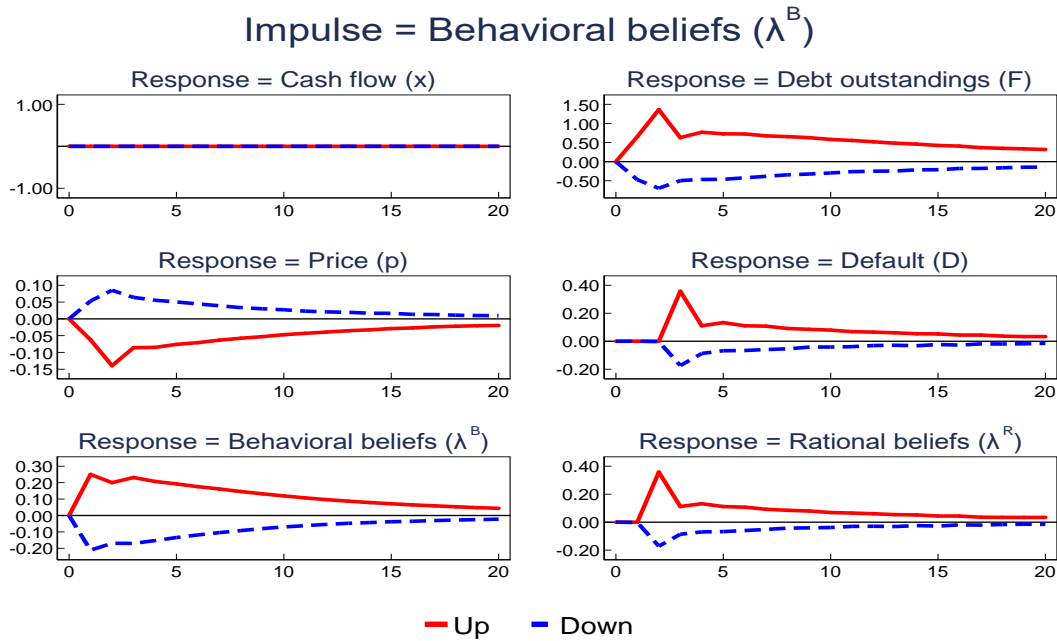 Impulse = Behavioral beliefs (λ^B)
Response = Cash flow (x)
1.00
-1.00
0 5 10 15 20
Response = Debt outstandings (F)
1.50
1.00
0.50
0.00
-0.50
0 5 10 15 20
Response = Price (p)
0.10
0.05
0.00
-0.05
-0.10
-0.15
0 5 10 15 20
Response = Default (D)
0.40
0.20
0.00
-0.20
0 5 10 15 20
Response = Behavioral beliefs (λ^B)
0.30
0.20
0.10
0.00
-0.10
-0.20
0 5 10 15 20
Response = Rational beliefs (λ^R)
0.40
0.20
0.00
-0.20
0 5 10 15 20
Up Down